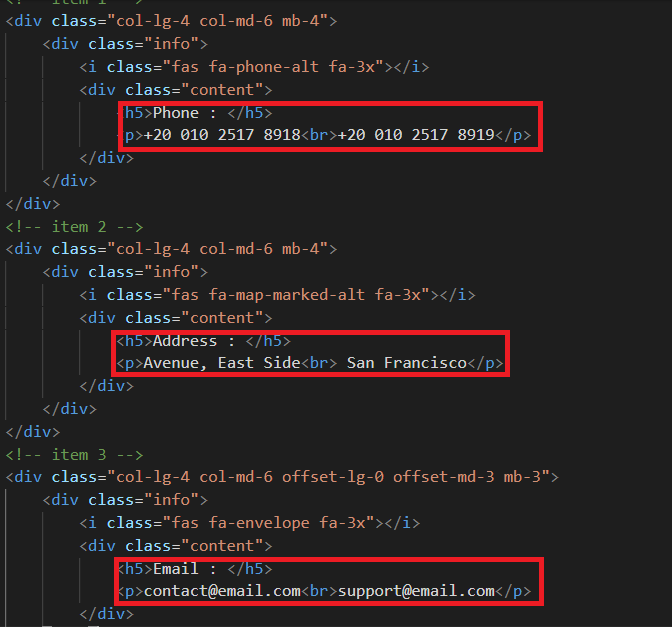 <!-- item 1 -->
<div class="col-lg-4 col-md-6 mb-4">
<div class="info">
<i class="fas fa-phone-alt fa-3x"></i>
<div class="content">
<h5>Phone : </h5>
<p>+20 010 2517 8918<br>+20 010 2517 8919</p>
</div>
</div>
</div>
<!-- item 2 -->
<div class="col-lg-4 col-md-6 mb-4">
<div class="info">
<i class="fas fa-map-marked-alt fa-3x"></i>
<div class="content">
<h5>Address : </h5>
<p>Avenue, East Side<br> San Francisco</p>
</div>
</div>
</div>
<!-- item 3 -->
<div class="col-lg-4 col-md-6 offset-lg-0 offset-md-3 mb-3">
<div class="info">
<i class="fas fa-envelope fa-3x"></i>
<div class="content">
<h5>Email : </h5>
<p>contact@email.com<br>support@email.com</p>
</div>